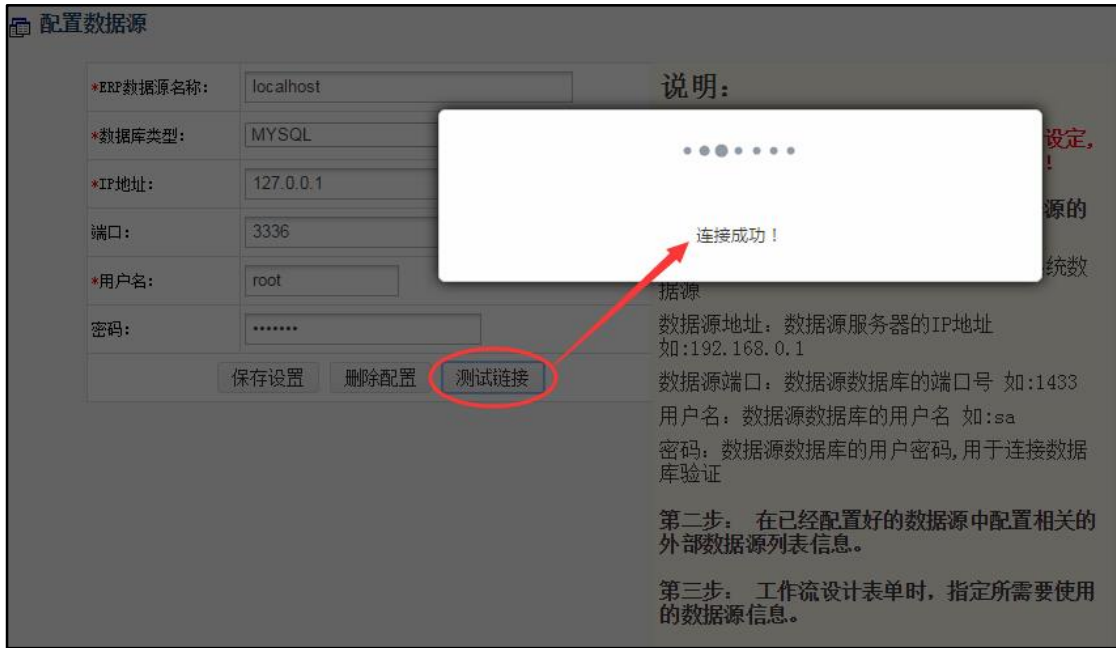 配置数据源
*ERP数据源名称:
localhost
*数据库类型:
MYSQL
*IP地址:
127.0.0.1
端口:
3336
*用户名:
root
密码:
•••••••
保存设置
删除配置
测试链接
连接成功！
说明:
设定,
!
源的
统数
据源
数据源地址: 数据源服务器的IP地址
如:192.168.0.1
数据源端口: 数据源数据库的端口号 如:1433
用户名: 数据源数据库的用户名 如:sa
密码: 数据源数据库的用户密码,用于连接数据
库验证
第二步: 在已经配置好的数据源中配置相关的
外部数据源列表信息。
第三步: 工作流设计表单时, 指定所需要使用
的数据源信息。